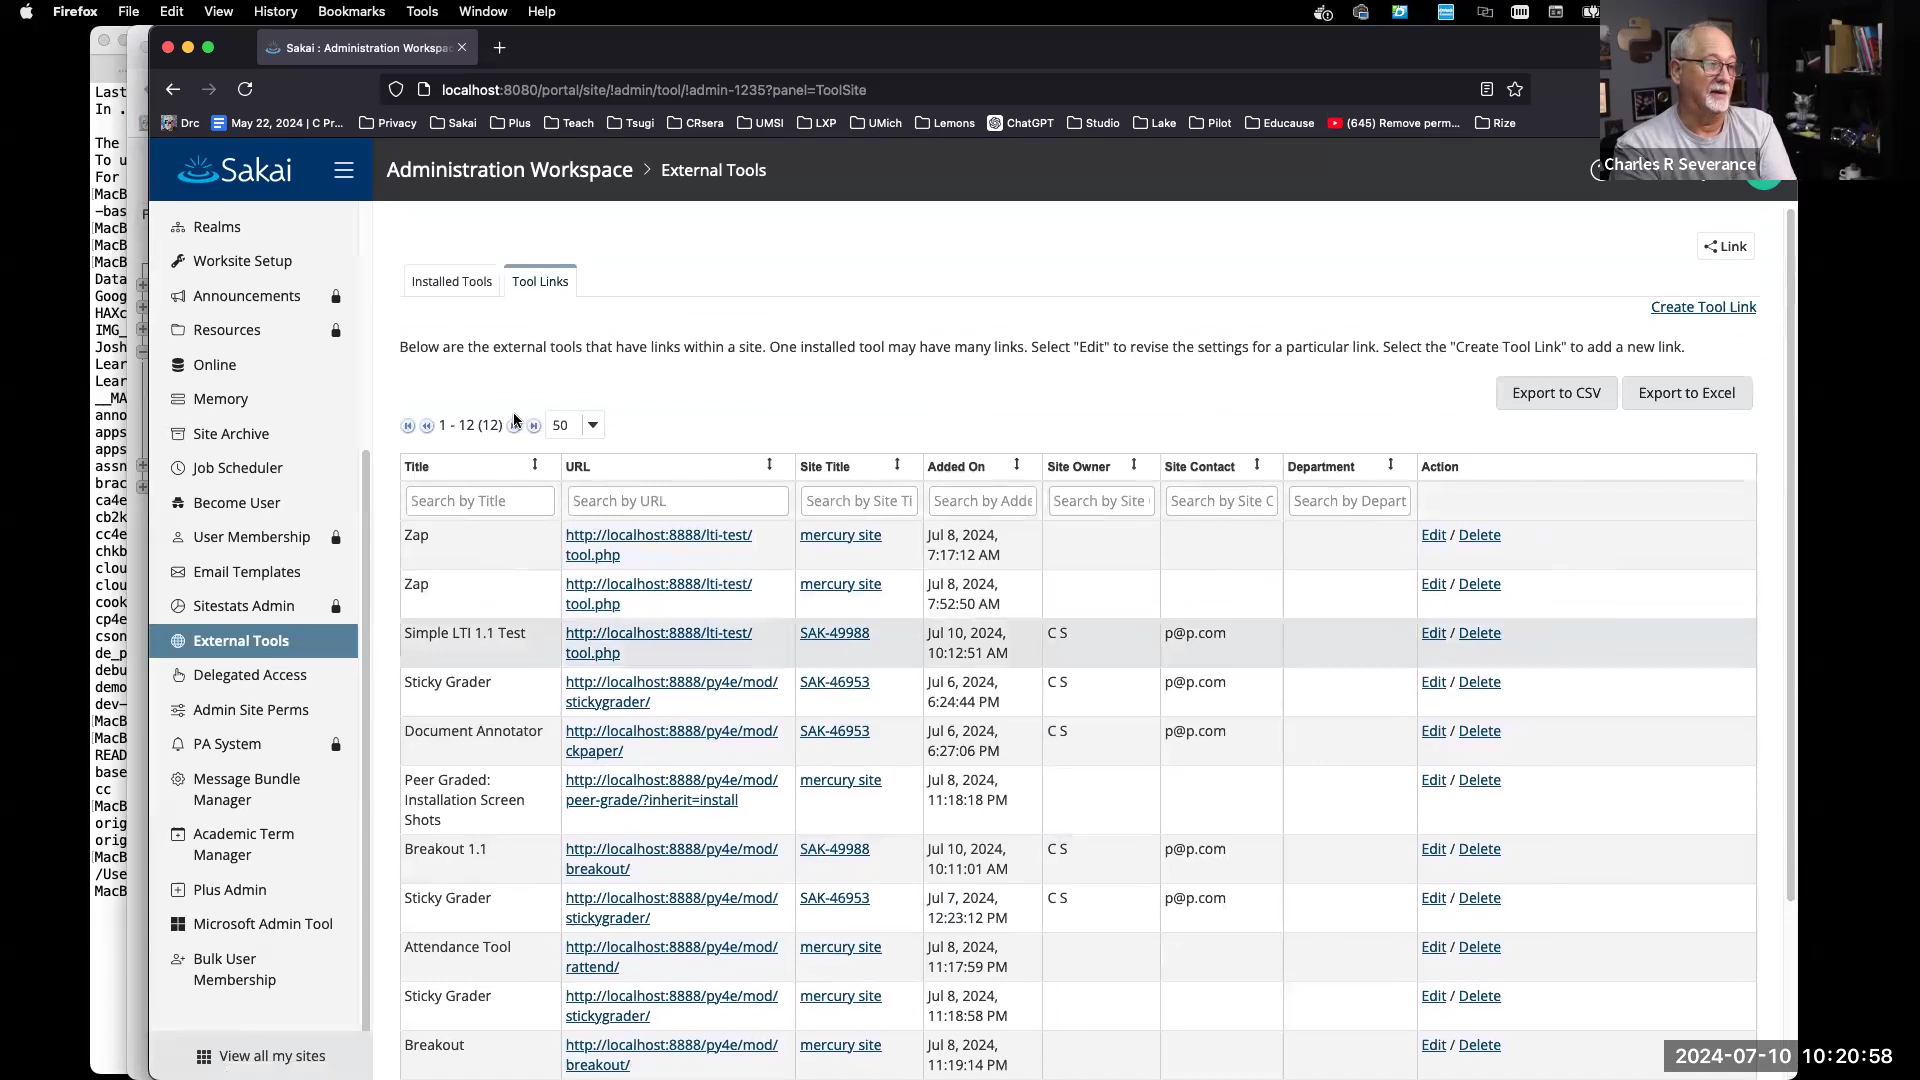 Firefox File Edit View History Bookmarks Tools Window Help
Sakai : Administration Workspac
localhost:8080/portal/site/!admin/tool/!admin-1235?panel=ToolSite
Drc May 22, 2024 | C Pr... Privacy Sakai Plus Teach Tsugi CRsera UMSI LXP UMich Lemons ChatGPT Studio Lake Pilot Educause (645) Remove perm... Rize
Charles R Severance
Sakai
Administration Workspace > External Tools
Realms
Worksite Setup
Announcements
Resources
Online
Memory
Site Archive
Job Scheduler
Become User
User Membership
Email Templates
Sitestats Admin
External Tools
Delegated Access
Admin Site Perms
PA System
Message Bundle
Manager
Academic Term
Manager
Plus Admin
Microsoft Admin Tool
Bulk User
Membership
View all my sites
Link
Installed Tools Tool Links
Create Tool Link
Below are the external tools that have links within a site. One installed tool may have many links. Select "Edit" to revise the settings for a particular link. Select the "Create Tool Link" to add a new link.
Export to CSV Export to Excel
1 - 12 (12) 50
Title URL Site Title Added On Site Owner Site Contact Department Action
Search by Title Search by URL Search by Site Ti Search by Adde Search by Site Search by Site C Search by Depart
Zap http://localhost:8888/lti-test/ mercury site Jul 8, 2024, Edit / Delete
tool.php 7:17:12 AM
Zap http://localhost:8888/lti-test/ mercury site Jul 8, 2024, Edit / Delete
tool.php 7:52:50 AM
Simple LTI 1.1 Test http://localhost:8888/lti-test/ SAK-49988 Jul 10, 2024, C S p@p.com Edit / Delete
tool.php 10:12:51 AM
Sticky Grader http://localhost:8888/py4e/mod/ SAK-46953 Jul 6, 2024, C S p@p.com Edit / Delete
stickygrader/ 6:24:44 PM
Document Annotator http://localhost:8888/py4e/mod/ SAK-46953 Jul 6, 2024, C S p@p.com Edit / Delete
ckpaper/ 6:27:06 PM
Peer Graded: http://localhost:8888/py4e/mod/ mercury site Jul 8, 2024, Edit / Delete
Installation Screen peer-grade/?inherit=install 11:18:18 PM
Shots
Breakout 1.1 http://localhost:8888/py4e/mod/ SAK-49988 Jul 10, 2024, C S p@p.com Edit / Delete
breakout/ 10:11:01 AM
Sticky Grader http://localhost:8888/py4e/mod/ SAK-46953 Jul 7, 2024, C S p@p.com Edit / Delete
stickygrader/ 12:23:12 PM
Attendance Tool http://localhost:8888/py4e/mod/ mercury site Jul 8, 2024, Edit / Delete
rattend/ 11:17:59 PM
Sticky Grader http://localhost:8888/py4e/mod/ mercury site Jul 8, 2024, Edit / Delete
stickygrader/ 11:18:58 PM
Breakout http://localhost:8888/py4e/mod/ mercury site Jul 8, 2024, Edit / Delete
breakout/ 11:19:14 PM
2024-07-10 10:20:58